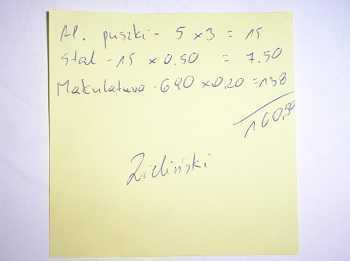 Al. puszki - 5 x 3 = 15
Stal - 15 x 0.50 = 7.50
Makulatura - 690 x 0.20 = 138
160,50
Zieliński